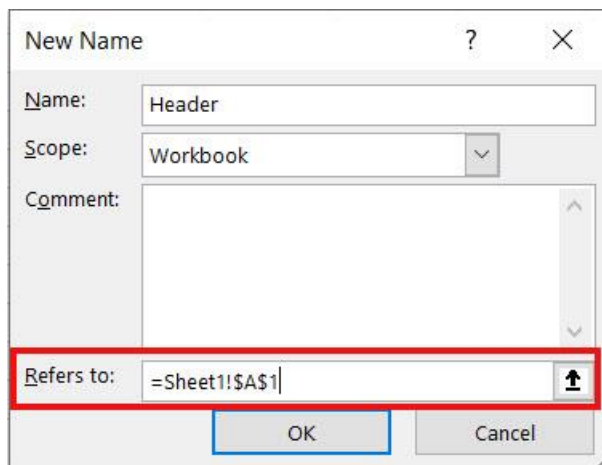 New Name ?
Name: Header
Scope: Workbook
Comment:
Refers to: =Sheet1!$A$1
OK Cancel